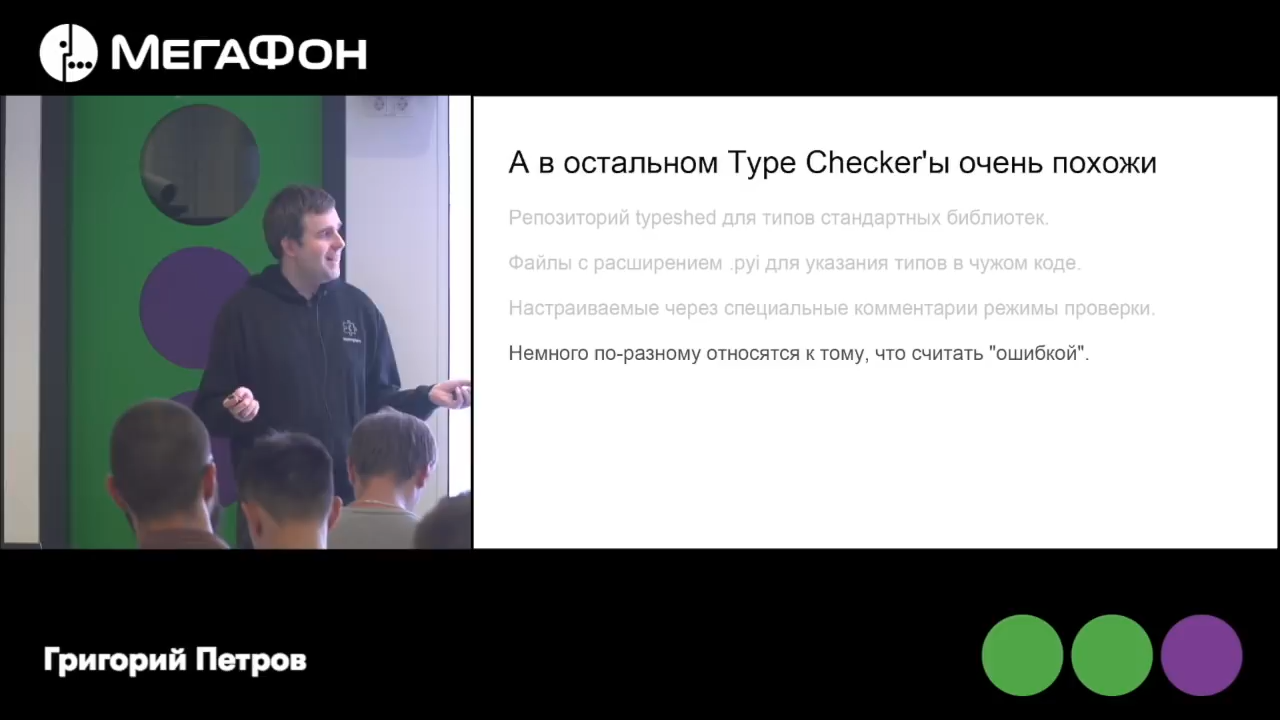 МЕГАФОН
А в остальном Type Checker'ы очень похожи
Репозиторий typeshed для типов стандартных библиотек.
Файлы с расширением .pyi для указания типов в чужом коде.
Настраиваемые через специальные комментарии режимы проверки.
Немного по-разному относятся к тому, что считать "ошибкой".
Григорий Петров